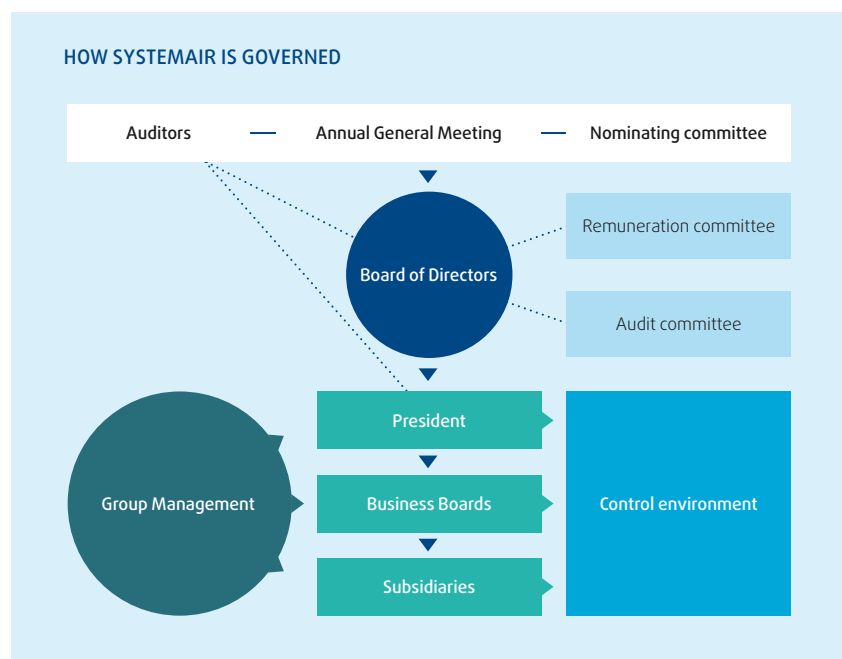 HOW SYSTEMAIR IS GOVERNED
Auditors — Annual General Meeting — Nominating committee
Remuneration committee
Board of Directors
Audit committee
President
Group Management
Business Boards
Control environment
Subsidiaries